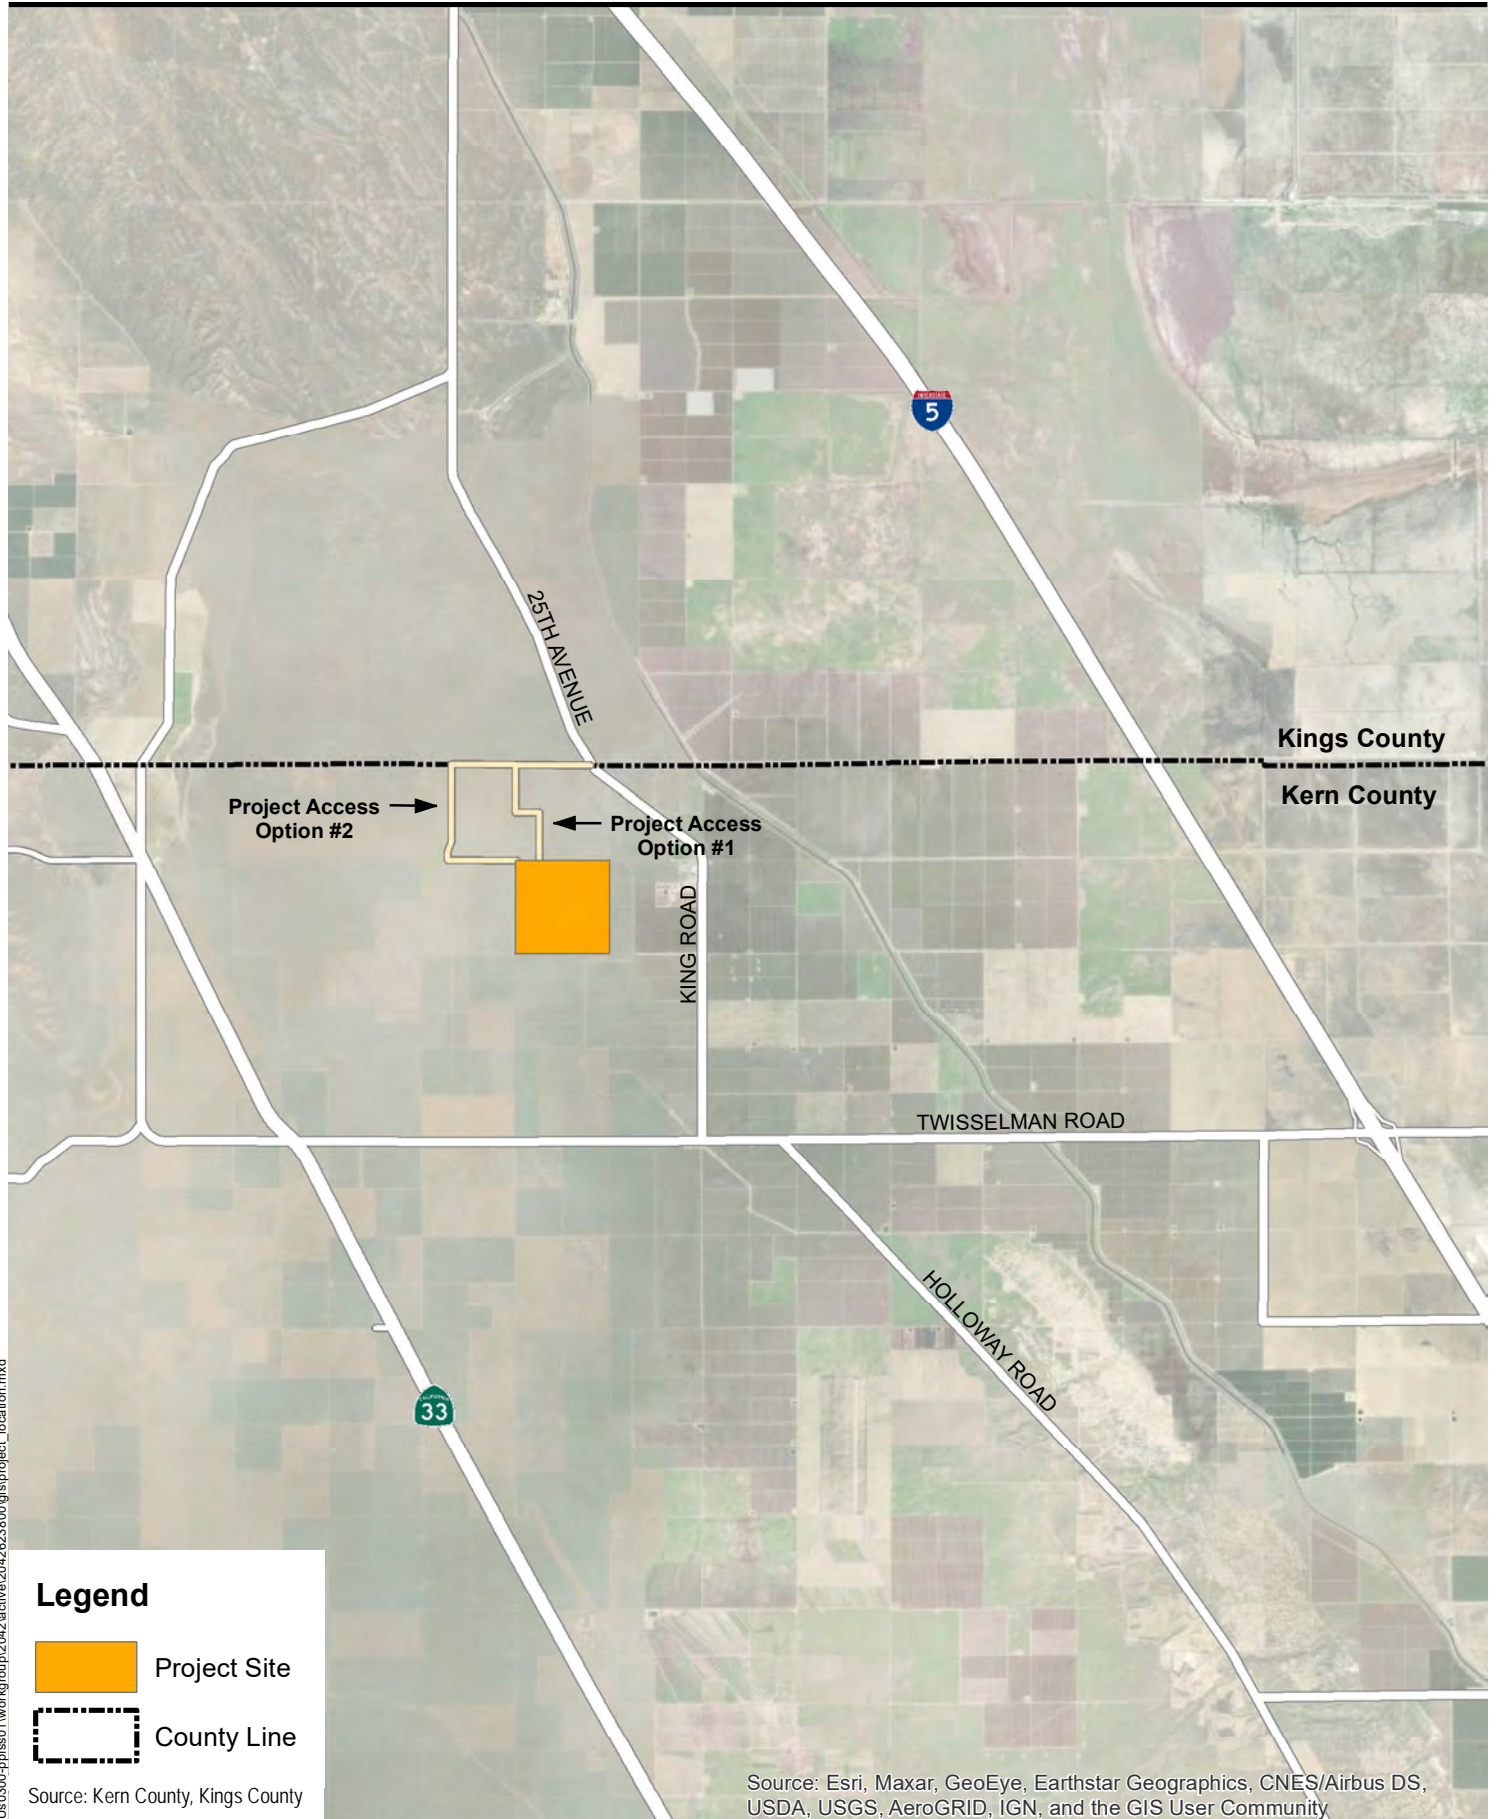 INTERSTATE
5
25TH AVENUE
Kings County
Kern County
Project Access
Option #2
Project Access
Option #1
KING ROAD
TWISSELMAN ROAD
HOLLOWAY ROAD
CALIFORNIA
33
Legend
Project Site
County Line
Source: Kern County, Kings County
Source: Esri, Maxar, GeoEye, Earthstar Geographics, CNES/Airbus DS,
USDA, USGS, AeroGRID, IGN, and the GIS User Community